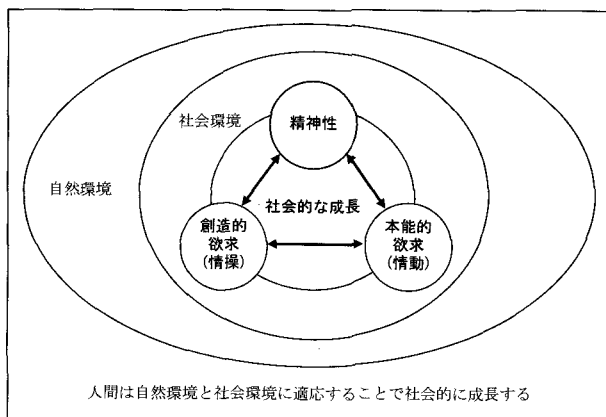 精神性
社会環境
自然環境
社会的な成長
創造的
欲求
(情操)
本能的
欲求
(情動)
人間は自然環境と社会環境に適応することで社会的に成長する